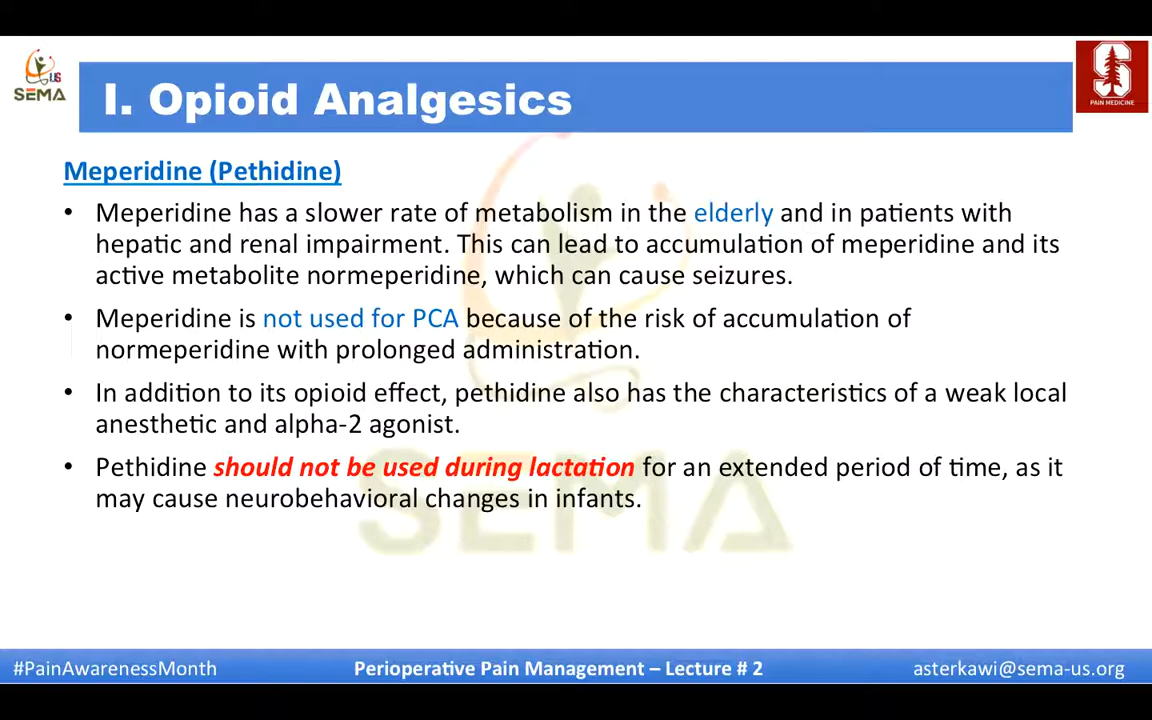 US
SEMA
I. Opioid Analgesics
S
PAIN MEDICINE
Meperidine (Pethidine)
• Meperidine has a slower rate of metabolism in the elderly and in patients with
hepatic and renal impairment. This can lead to accumulation of meperidine and its
active metabolite normeperidine, which can cause seizures.
• Meperidine is not used for PCA because of the risk of accumulation of
normeperidine with prolonged administration.
• In addition to its opioid effect, pethidine also has the characteristics of a weak local
anesthetic and alpha-2 agonist.
• Pethidine should not be used during lactation for an extended period of time, as it
may cause neurobehavioral changes in infants.
SEMA
#PainAwarenessMonth
Perioperative Pain Management – Lecture # 2
asterkawi@sema-us.org